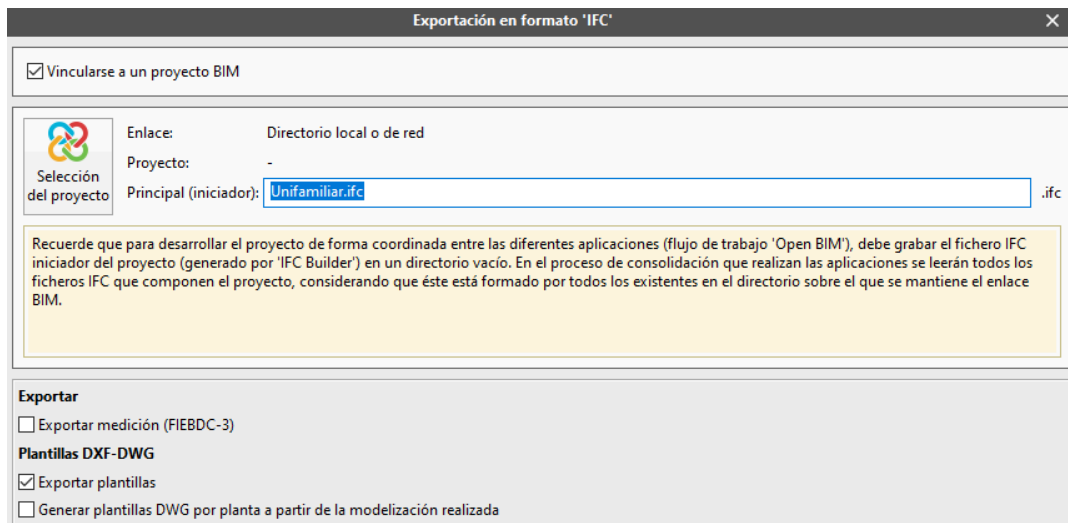 Exportación en formato 'IFC'
Vincularse a un proyecto BIM
Selección
del proyecto
Enlace: Directorio local o de red
Proyecto: -
Principal (iniciador): Unifamiliar.ifc .ifc
Recuerde que para desarrollar el proyecto de forma coordinada entre las diferentes aplicaciones (flujo de trabajo 'Open BIM'), debe grabar el fichero IFC
iniciador del proyecto (generado por 'IFC Builder') en un directorio vacío. En el proceso de consolidación que realizan las aplicaciones se leerán todos los
ficheros IFC que componen el proyecto, considerando que éste está formado por todos los existentes en el directorio sobre el que se mantiene el enlace
BIM.
Exportar
Exportar medición (FIEBDC-3)
Plantillas DXF-DWG
Exportar plantillas
Generar plantillas DWG por planta a partir de la modelización realizada